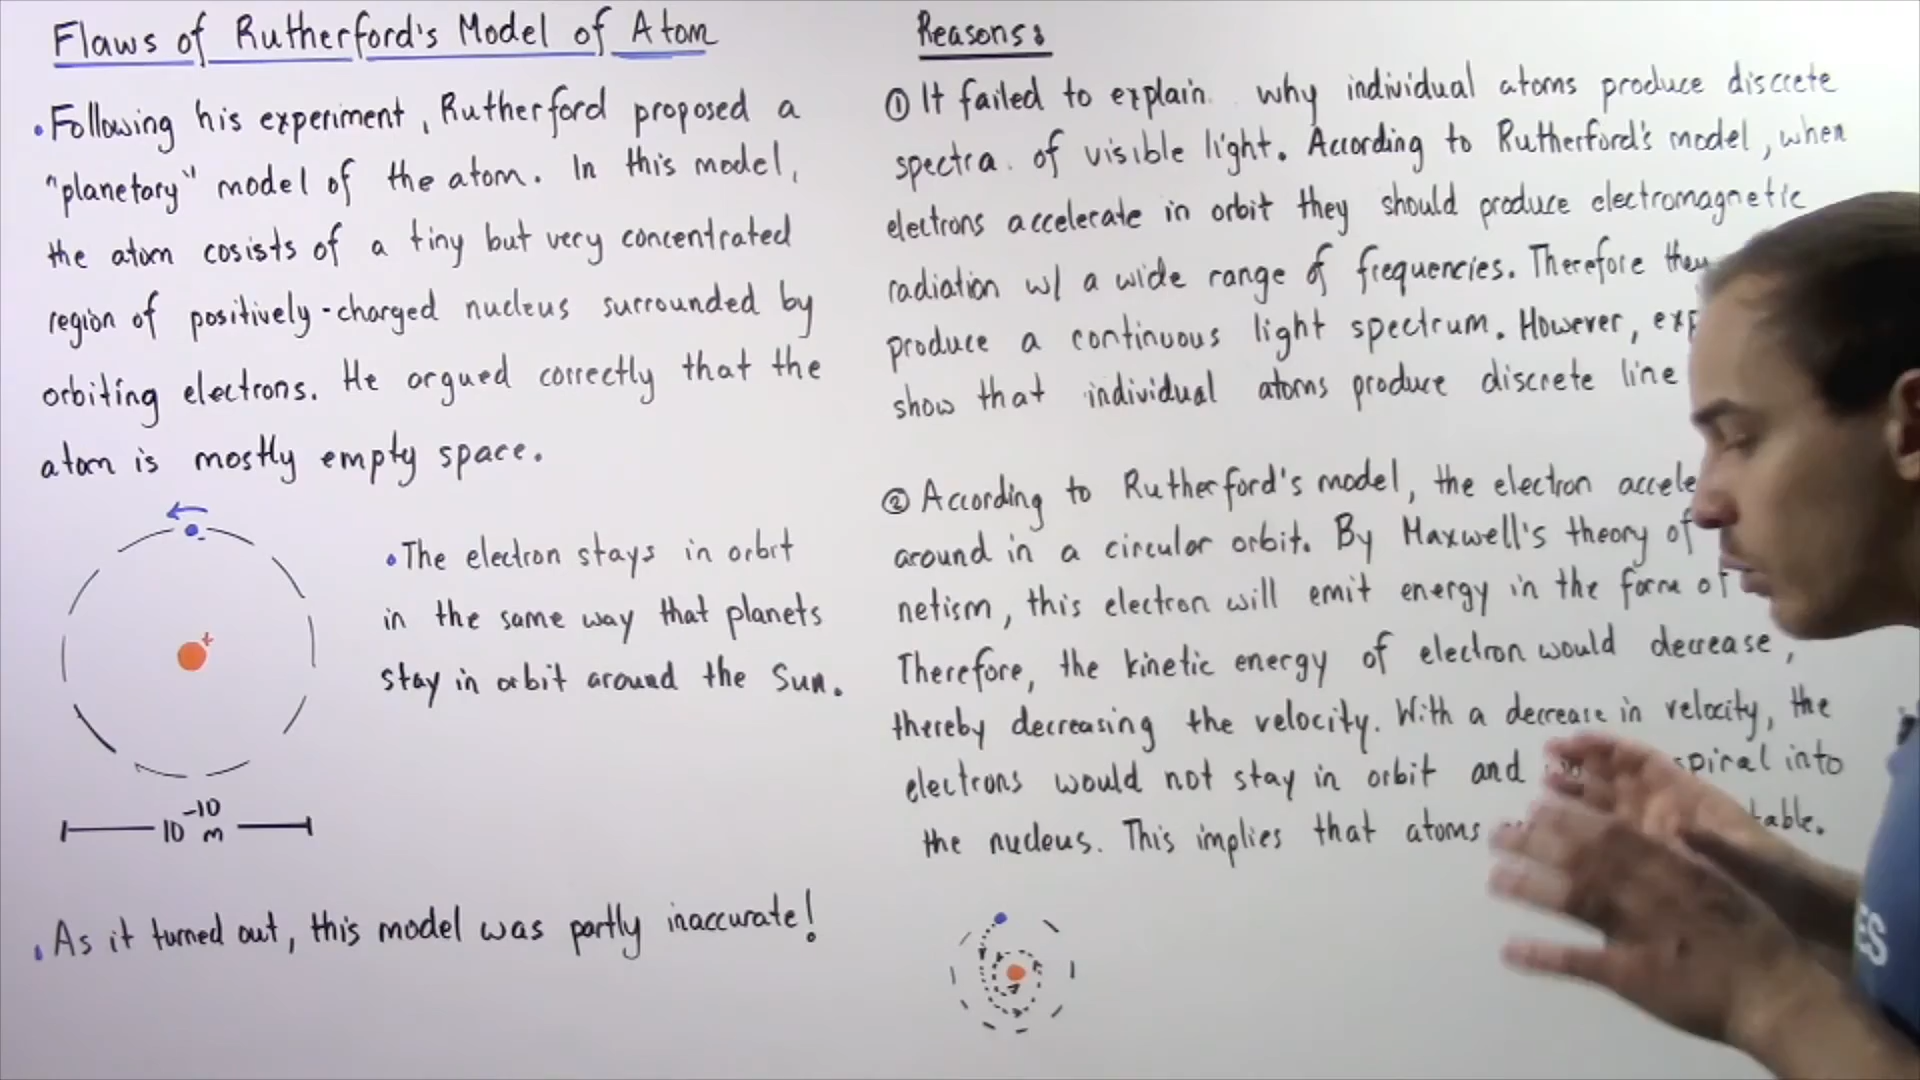 Flaws of Rutherford's Model of Atom
• Following his experiment, Rutherford proposed a
"planetary" model of the atom. In this model,
the atom cosists of a tiny but very concentrated
region of positively-charged nucleus surrounded by
orbiting electrons. He argued correctly that the
atom is mostly empty space.
-
+
• The electron stays in orbit
in the same way that planets
stay in orbit around the Sun.
10⁻¹⁰ m
• As it turned out, this model was partly inaccurate!
Reasons:
① It failed to explain why individual atoms produce discrete
spectra of visible light. According to Rutherford's model, when
electrons accelerate in orbit they should produce electromagnetic
radiation w/ a wide range of frequencies. Therefore they
produce a continuous light spectrum. However, exp
show that individual atoms produce discrete line
② According to Rutherford's model, the electron accele
around in a circular orbit. By Maxwell's theory of
netism, this electron will emit energy in the form of
Therefore, the kinetic energy of electron would decrease,
thereby decreasing the velocity. With a decrease in velocity, the
electrons would not stay in orbit and spiral into
the nucleus. This implies that atoms table.
ES